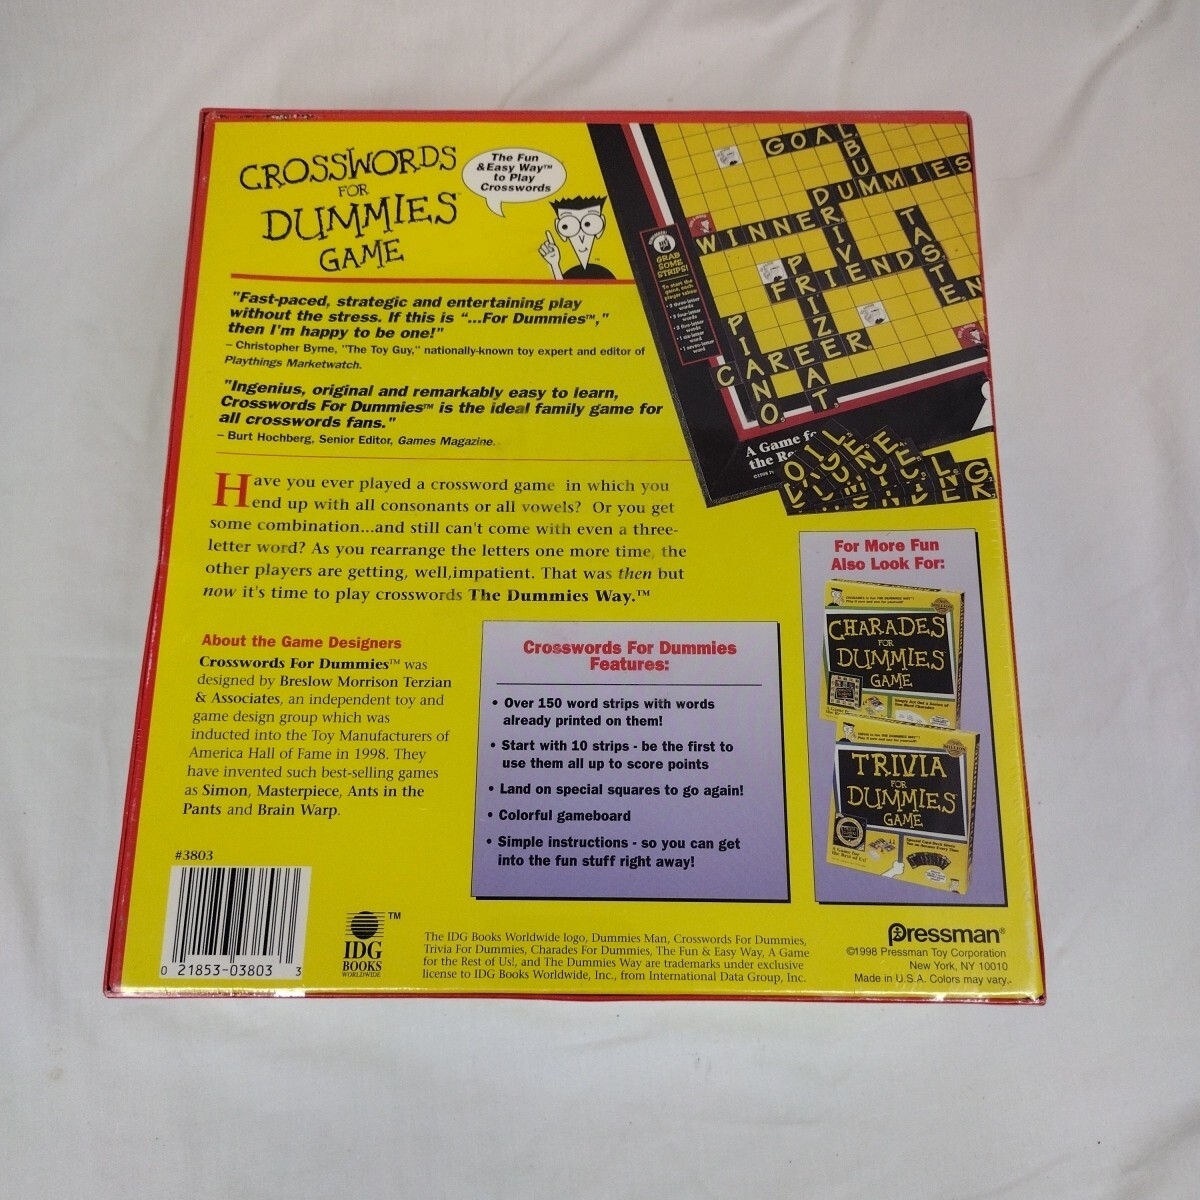 CROSSWORDS
FOR
DUMMIES™
GAME
The Fun
& Easy Way™
to Play
Crosswords
"Fast-paced, strategic and entertaining play
without the stress. If this is “...For Dummies™,"
then I'm happy to be one!"
– Christopher Byrne, "The Toy Guy," nationally-known toy expert and editor of
Playthings Marketwatch.
"Ingenius, original and remarkably easy to learn,
Crosswords For Dummies™ is the ideal family game for
all crosswords fans."
– Burt Hochberg, Senior Editor, Games Magazine.
Have you ever played a crossword game in which you
end up with all consonants or all vowels? Or you get
some combination...and still can't come with even a three-
letter word? As you rearrange the letters one more time, the
other players are getting, well,impatient. That was then but
now it's time to play crosswords The Dummies Way.™
GOAL
ALBUM
DUMMIES
WINNER
DRIVE
TASTE
FRIENDS
PRIZE
PIANO
CAREER
EAT
GRAB
SOME
STRIPS!
To start the
game, each
player takes:
A Game f
the Re
About the Game Designers
Crosswords For Dummies™ was
designed by Breslow Morrison Terzian
& Associates, an independent toy and
game design group which was
inducted into the Toy Manufacturers of
America Hall of Fame in 1998. They
have invented such best-selling games
as Simon, Masterpiece, Ants in the
Pants and Brain Warp.
Crosswords For Dummies
Features:
• Over 150 word strips with words
already printed on them!
• Start with 10 strips - be the first to
use them all up to score points
• Land on special squares to go again!
• Colorful gameboard
• Simple instructions - so you can get
into the fun stuff right away!
For More Fun
Also Look For:
CHARADES
FOR
DUMMIES
GAME
TRIVIA
FOR
DUMMIES
GAME
#3803
0 21853-03803 3
IDG
BOOKS
WORLDWIDE
TM
The IDG Books Worldwide logo, Dummies Man, Crosswords For Dummies,
Trivia For Dummies, Charades For Dummies, The Fun & Easy Way, A Game
for the Rest of Us!, and The Dummies Way are trademarks under exclusive
license to IDG Books Worldwide, Inc., from International Data Group, Inc.
Pressman®
©1998 Pressman Toy Corporation
New York, NY 10010
Made in U.S.A. Colors may vary.